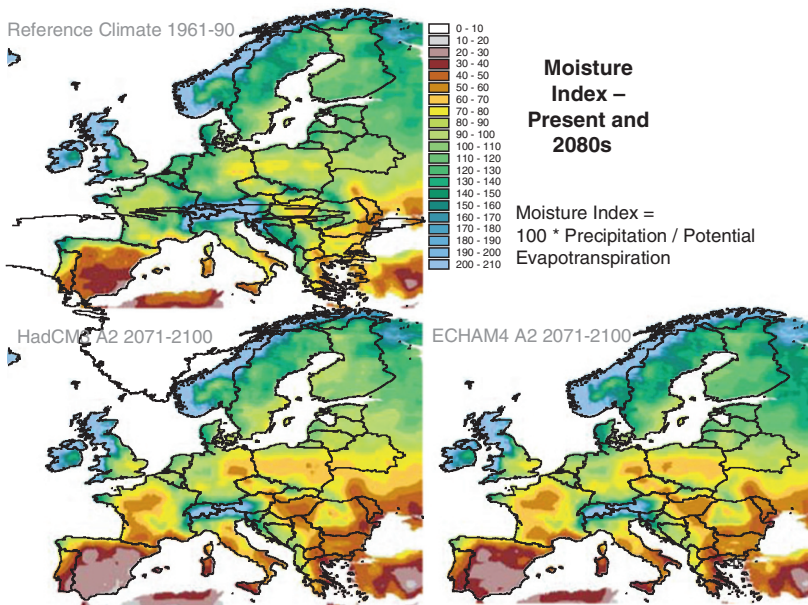 Reference Climate 1961-90
0 - 10
10 - 20
20 - 30
30 - 40
40 - 50
50 - 60
60 - 70
70 - 80
80 - 90
90 - 100
100 - 110
110 - 120
120 - 130
130 - 140
140 - 150
150 - 160
160 - 170
170 - 180
180 - 190
190 - 200
200 - 210
Moisture
Index –
Present and
2080s
Moisture Index =
100 * Precipitation / Potential
Evapotranspiration
HadCM3 A2 2071-2100
ECHAM4 A2 2071-2100